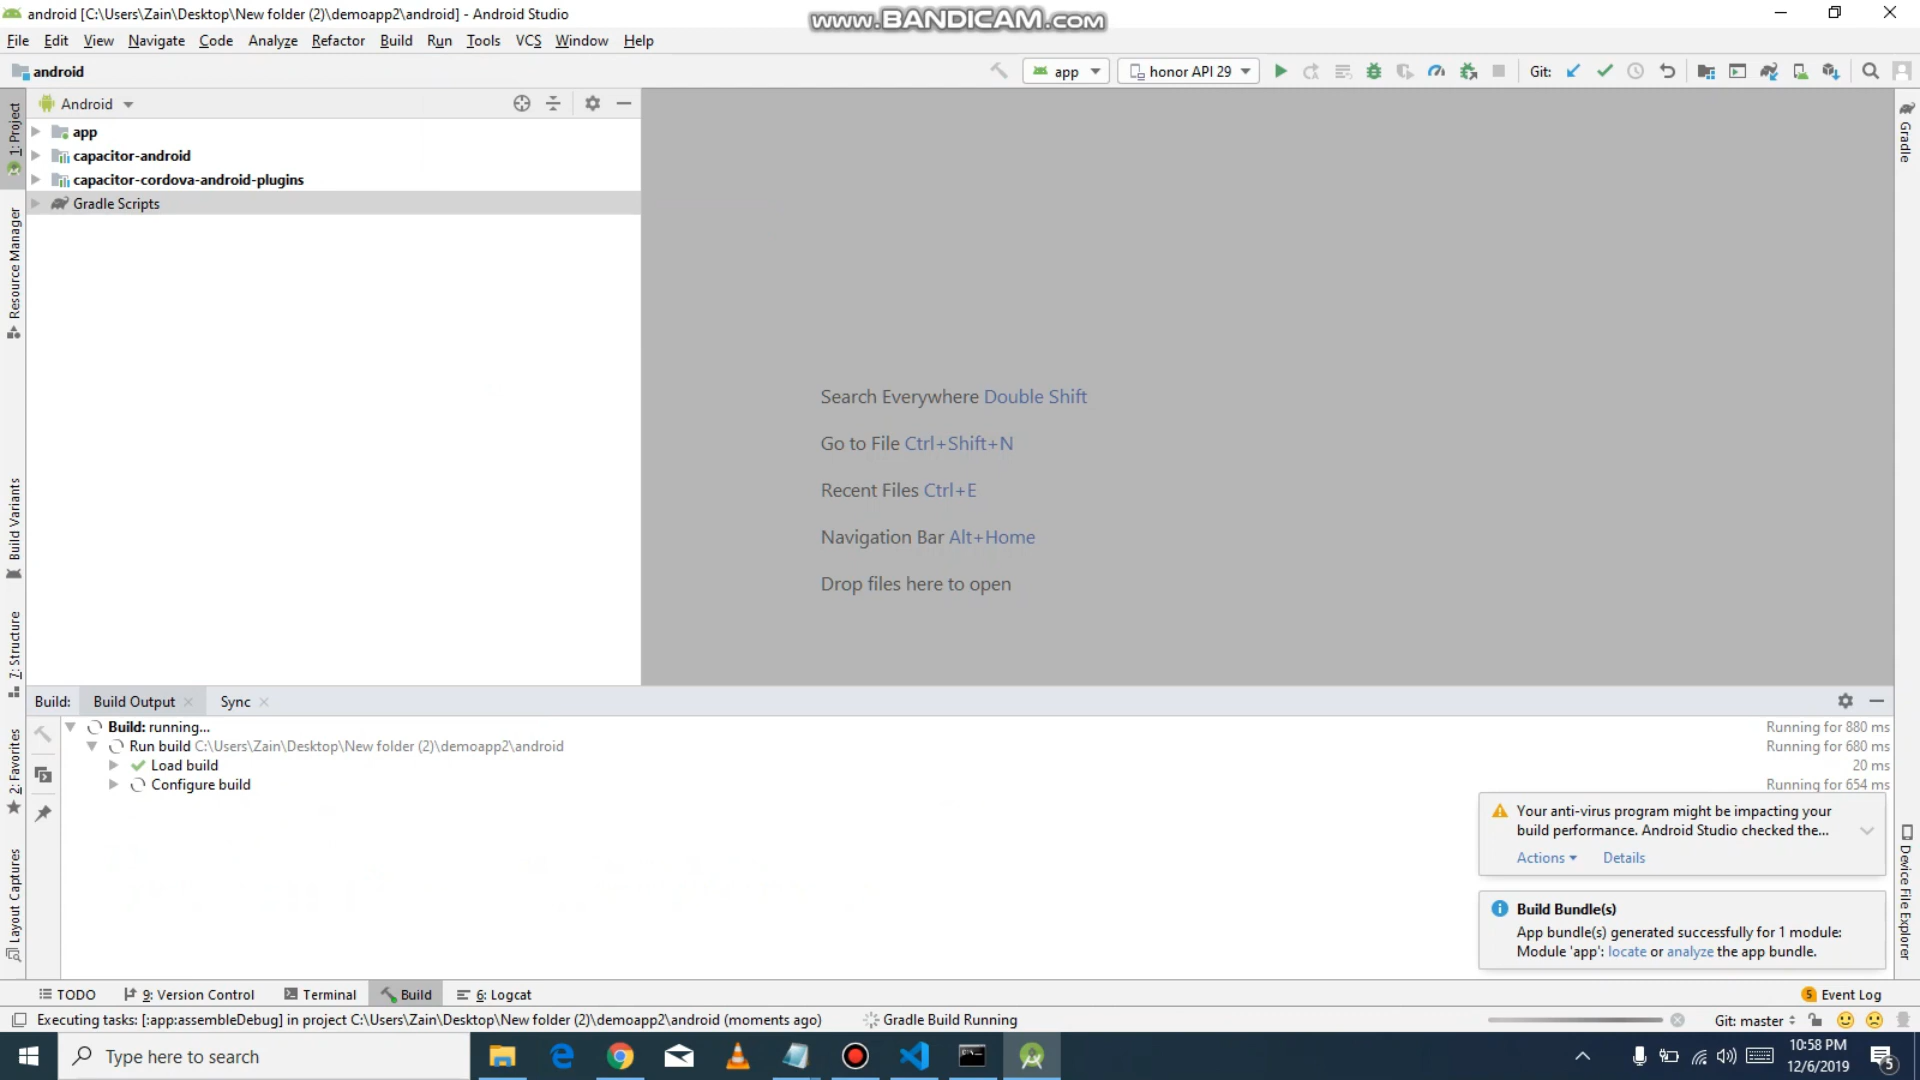 android [C:\Users\Zain\Desktop\New folder (2)\demoapp2\android] - Android Studio
www.BANDICAM.com
File Edit View Navigate Code Analyze Refactor Build Run Tools VCS Window Help
android
app
honor API 29
Git:
Android
1: Project
Resource Manager
Build Variants
7: Structure
2: Favorites
Layout Captures
app
capacitor-android
capacitor-cordova-android-plugins
Gradle Scripts
Search Everywhere Double Shift
Go to File Ctrl+Shift+N
Recent Files Ctrl+E
Navigation Bar Alt+Home
Drop files here to open
Gradle
Device File Explorer
Build: Build Output Sync
Build: running... Running for 880 ms
Run build C:\Users\Zain\Desktop\New folder (2)\demoapp2\android Running for 680 ms
Load build 20 ms
Configure build Running for 654 ms
Your anti-virus program might be impacting your
build performance. Android Studio checked the...
Actions Details
Build Bundle(s)
App bundle(s) generated successfully for 1 module:
Module 'app': locate or analyze the app bundle.
TODO 9: Version Control Terminal Build 6: Logcat 5 Event Log
Executing tasks: [:app:assembleDebug] in project C:\Users\Zain\Desktop\New folder (2)\demoapp2\android (moments ago) Gradle Build Running Git: master
Type here to search
10:58 PM
12/6/2019
5